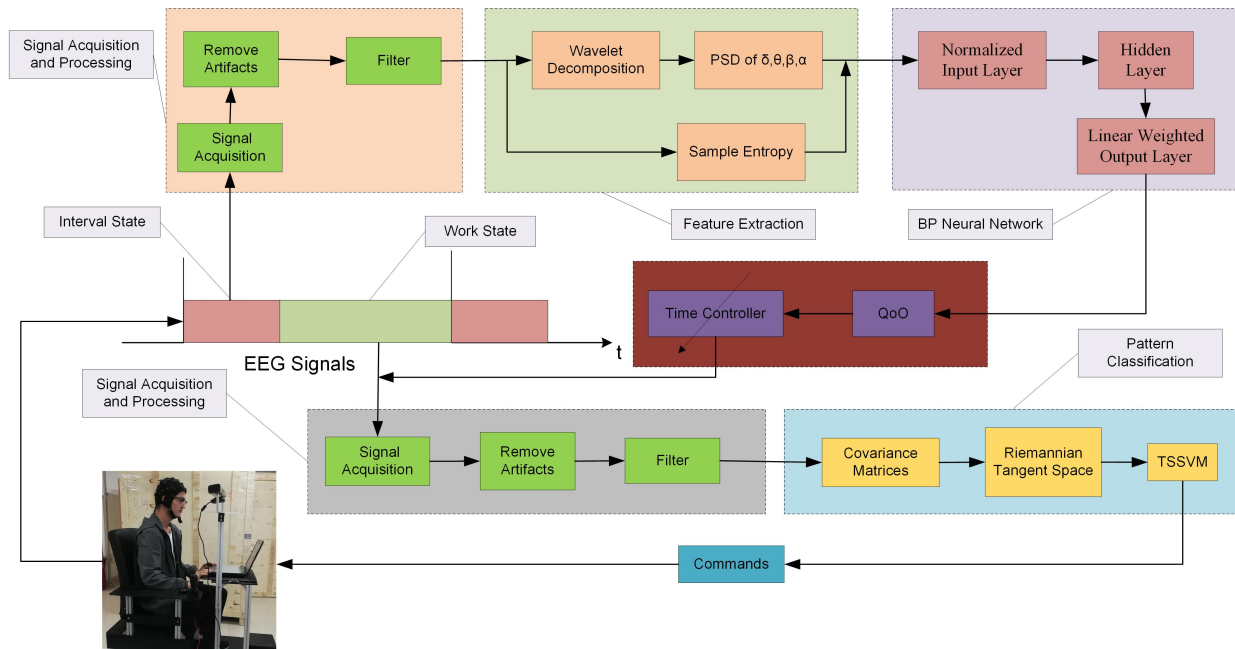 Signal Acquisition
and Processing
Remove
Artifacts
Filter
Signal
Acquisition
Wavelet
Decomposition
PSD of δ,θ,β,α
Sample Entropy
Normalized
Input Layer
Hidden
Layer
Linear Weighted
Output Layer
Interval State
Work State
Feature Extraction
BP Neural Network
Time Controller
QoO
t
EEG Signals
Pattern
Classification
Signal Acquisition
and Processing
Signal
Acquisition
Remove
Artifacts
Filter
Covariance
Matrices
Riemannian
Tangent Space
TSSVM
Commands